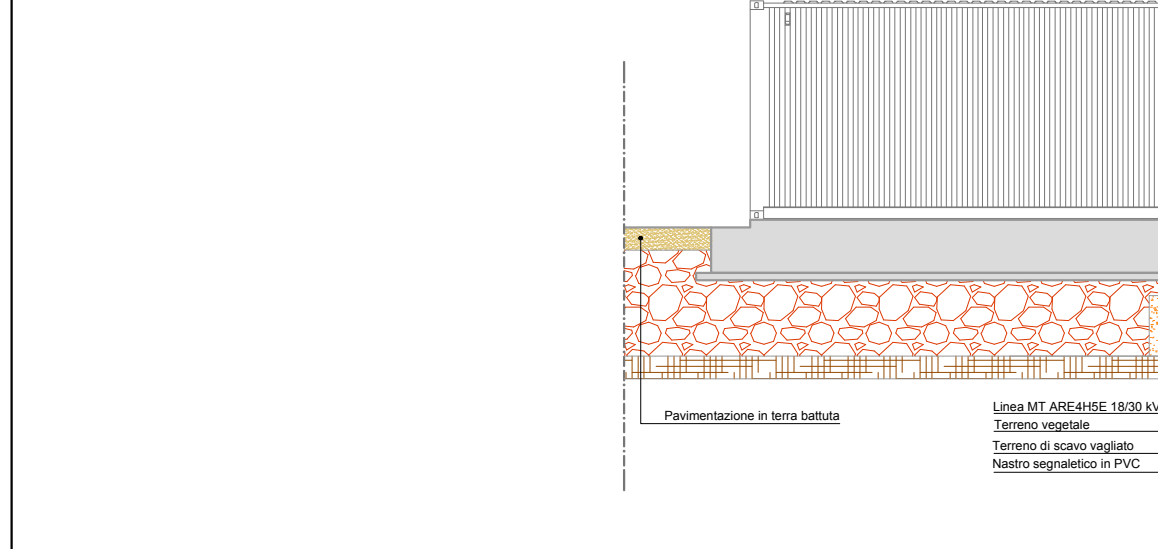 Pavimentazione in terra battuta
Linea MT ARE4H5E 18/30 kV
Terreno vegetale
Terreno di scavo vagliato
Nastro segnaletico in PVC